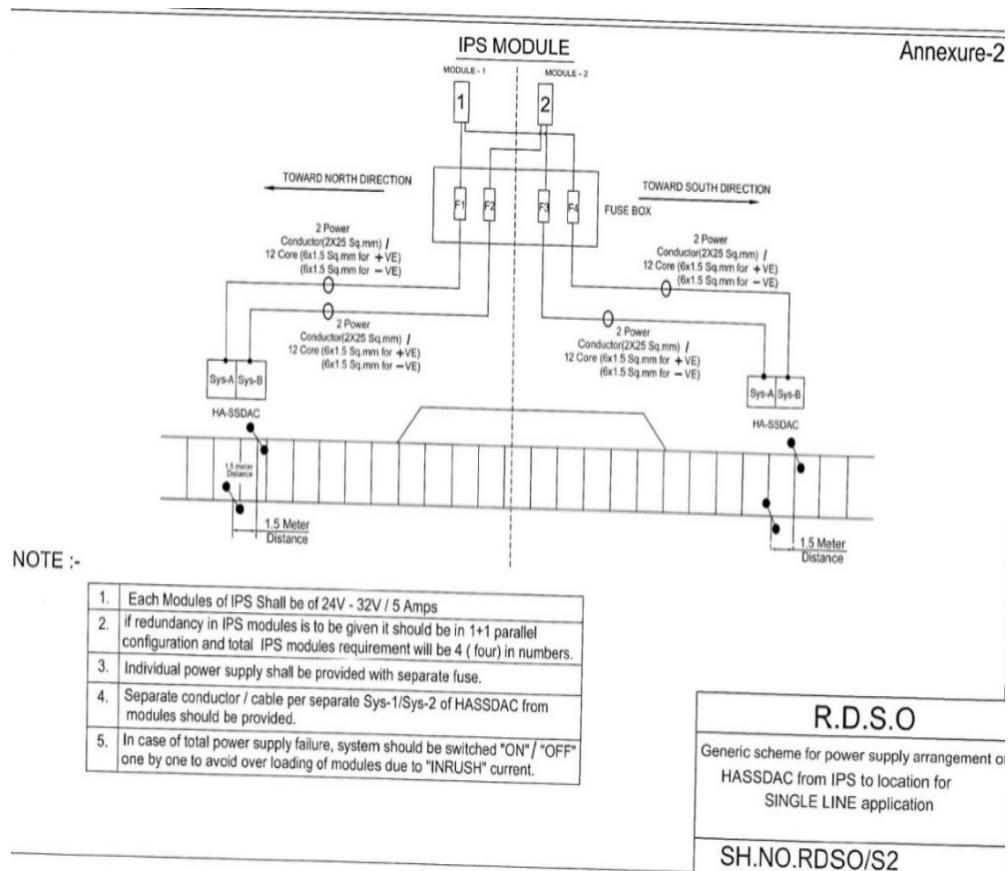 Annexure-2
IPS MODULE
MODULE - 1
MODULE - 2
1
2
TOWARD NORTH DIRECTION
TOWARD SOUTH DIRECTION
F1
F2
F3
F4
FUSE BOX
2 Power
Conductor(2X25 Sq.mm) /
12 Core (6x1.5 Sq.mm for +VE)
(6x1.5 Sq.mm for −VE)
2 Power
Conductor(2X25 Sq.mm) /
12 Core (6x1.5 Sq.mm for +VE)
(6x1.5 Sq.mm for −VE)
2 Power
Conductor(2X25 Sq.mm) /
12 Core (6x1.5 Sq.mm for +VE)
(6x1.5 Sq.mm for −VE)
2 Power
Conductor(2X25 Sq.mm) /
12 Core (6x1.5 Sq.mm for +VE)
(6x1.5 Sq.mm for −VE)
Sys-A Sys-B
HA-SSDAC
Sys-A Sys-B
HA-SSDAC
1.5 meter
Distance
1.5 Meter
Distance
1.5 Meter
Distance
NOTE :-
1. Each Modules of IPS Shall be of 24V - 32V / 5 Amps
2. if redundancy in IPS modules is to be given it should be in 1+1 parallel
configuration and total IPS modules requirement will be 4 ( four) in numbers.
3. Individual power supply shall be provided with separate fuse.
4. Separate conductor / cable per separate Sys-1/Sys-2 of HASSDAC from
modules should be provided.
5. In case of total power supply failure, system should be switched "ON" / "OFF"
one by one to avoid over loading of modules due to "INRUSH" current.
R.D.S.O
Generic scheme for power supply arrangement
HASSDAC from IPS to location for
SINGLE LINE application
SH.NO.RDSO/S2